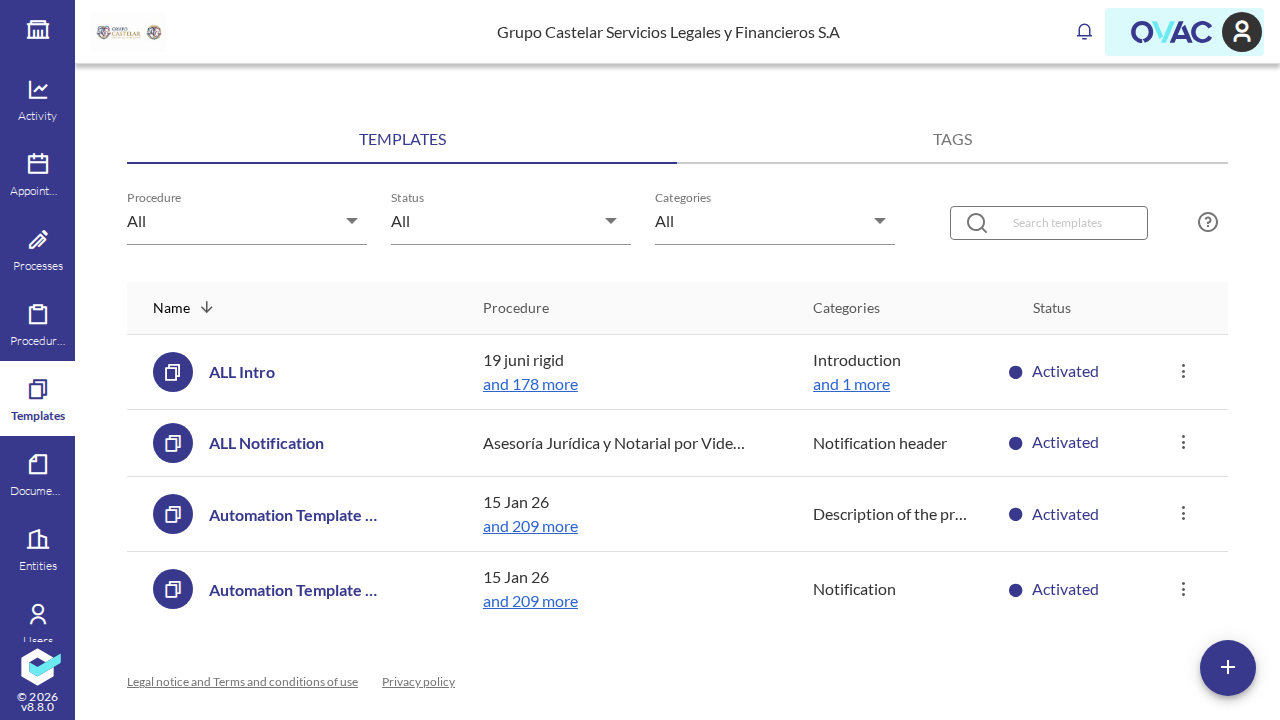 GRUPO
CASTELAR
Grupo Castelar Servicios Legales y Financieros S.A
OVAC
Activity
Appoint...
Processes
Procedur...
Templates
Docume...
Entities
Users
© 2026
v8.8.0
TEMPLATES
TAGS
Procedure
All
Status
All
Categories
All
Search templates
Name
Procedure
Categories
Status
ALL Intro
19 juni rigid
and 178 more
Introduction
and 1 more
Activated
ALL Notification
Asesoría Jurídica y Notarial por Vide...
Notification header
Activated
Automation Template ...
15 Jan 26
and 209 more
Description of the pr...
Activated
Automation Template ...
15 Jan 26
and 209 more
Notification
Activated
Legal notice and Terms and conditions of use
Privacy policy